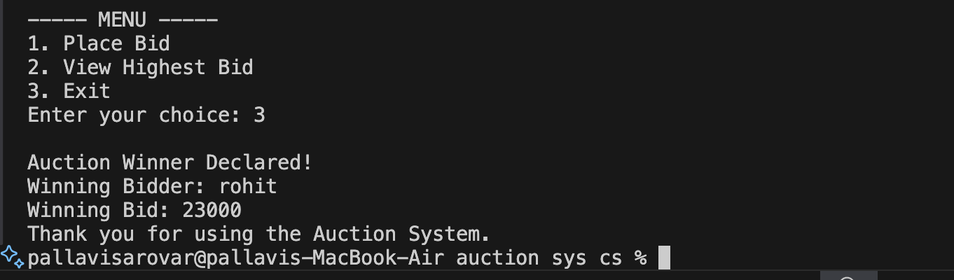 ----- MENU -----
1. Place Bid
2. View Highest Bid
3. Exit
Enter your choice: 3
Auction Winner Declared!
Winning Bidder: rohit
Winning Bid: 23000
Thank you for using the Auction System.
pallavisarovar@pallavis-MacBook-Air auction sys cs %